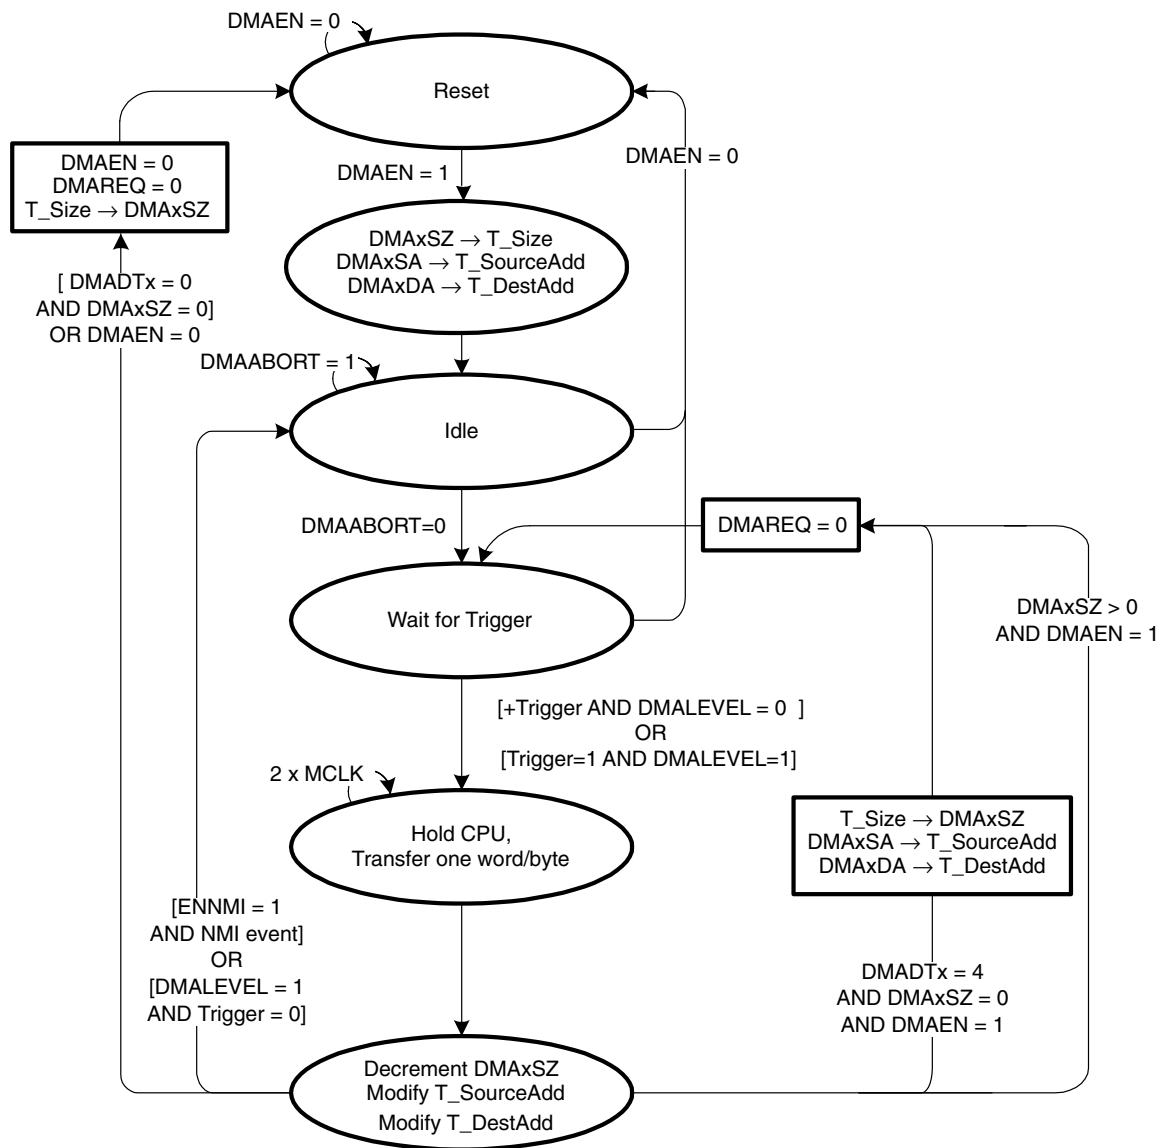 DMAEN = 0
Reset
DMAEN = 0
DMAREQ = 0
T_Size → DMAxSZ
DMAEN = 1
DMAEN = 0
DMAxSZ → T_Size
DMAxSA → T_SourceAdd
DMAxDA → T_DestAdd
[ DMADTx = 0
AND DMAxSZ = 0]
OR DMAEN = 0
DMAABORT = 1
Idle
DMAABORT=0
DMAREQ = 0
Wait for Trigger
DMAxSZ > 0
AND DMAEN = 1
[+Trigger AND DMALEVEL = 0 ]
OR
[Trigger=1 AND DMALEVEL=1]
2 x MCLK
Hold CPU,
Transfer one word/byte
T_Size → DMAxSZ
DMAxSA → T_SourceAdd
DMAxDA → T_DestAdd
[ENNMI = 1
AND NMI event]
OR
[DMALEVEL = 1
AND Trigger = 0]
DMADTx = 4
AND DMAxSZ = 0
AND DMAEN = 1
Decrement DMAxSZ
Modify T_SourceAdd
Modify T_DestAdd